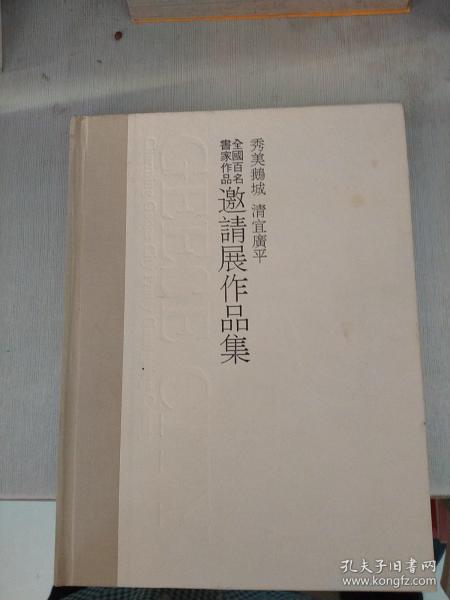 秀美鵝城 清宜廣平
全國百名
書家作品
邀請展作品集
孔夫子旧书网
www.kongfz.com